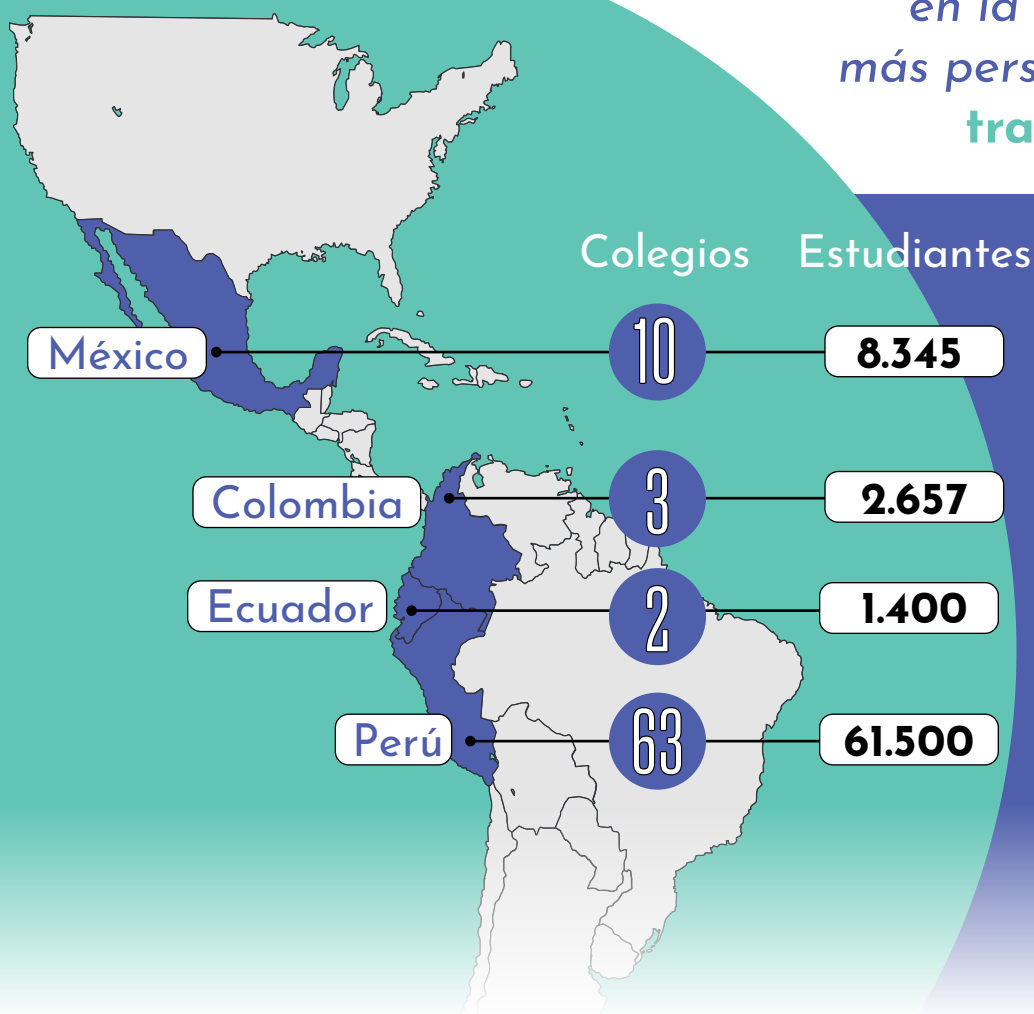 en la
más pers
tra
Colegios Estudiantes
México 10 8.345
Colombia 3 2.657
Ecuador 2 1.400
Perú 63 61.500